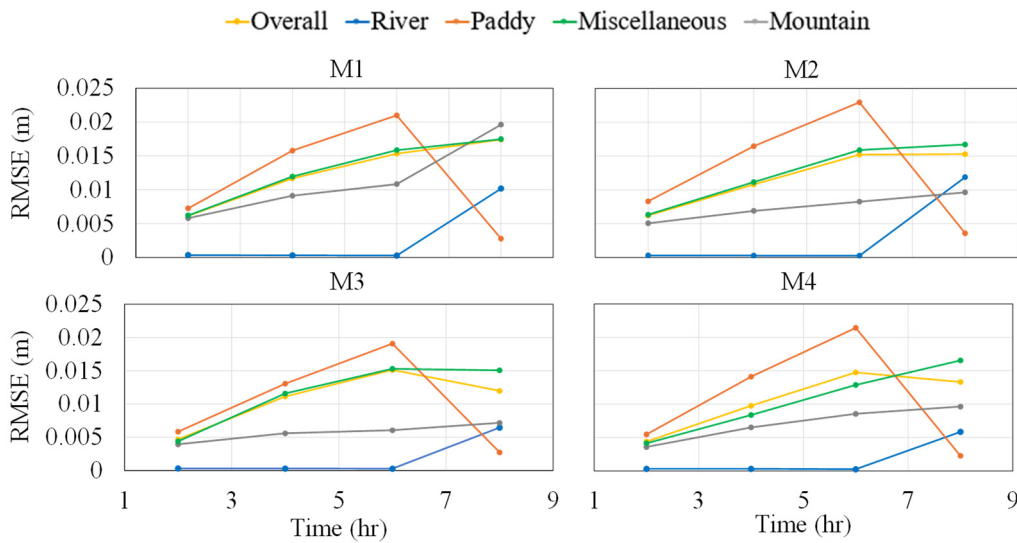 Overall River Paddy Miscellaneous Mountain
M1 M2
0.025
0.02
0.015
0.01
0.005
0
RMSE (m)
M3 M4
0.025
0.02
0.015
0.01
0.005
0
RMSE (m)
1 3 5 7 9 1 3 5 7 9
Time (hr) Time (hr)